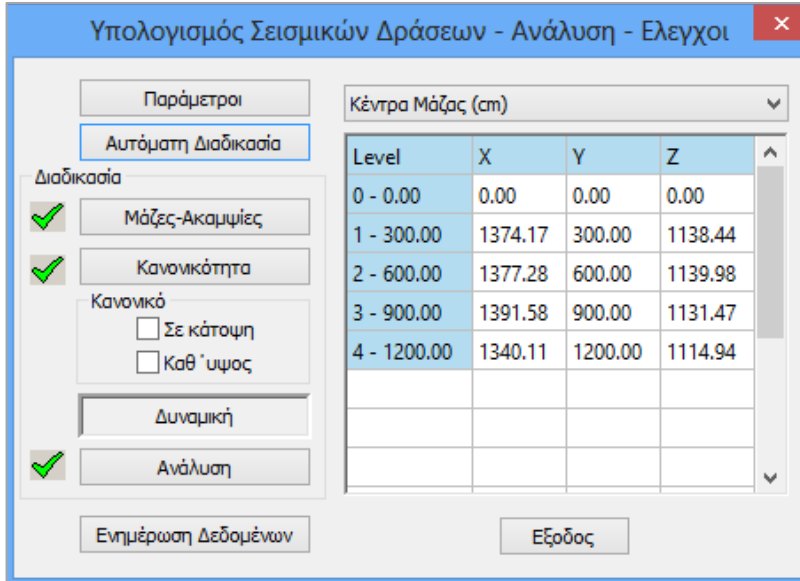 Υπολογισμός Σεισμικών Δράσεων - Ανάλυση - Ελεγχοι
Παράμετροι
Αυτόματη Διαδικασία
Διαδικασία
Μάζες-Ακαμψίες
Κανονικότητα
Κανονικό
Σε κάτοψη
Καθ ΄υψος
Δυναμική
Ανάλυση
Ενημέρωση Δεδομένων
Κέντρα Μάζας (cm)
Level X Y Z
0 - 0.00 0.00 0.00 0.00
1 - 300.00 1374.17 300.00 1138.44
2 - 600.00 1377.28 600.00 1139.98
3 - 900.00 1391.58 900.00 1131.47
4 - 1200.00 1340.11 1200.00 1114.94
Εξοδος